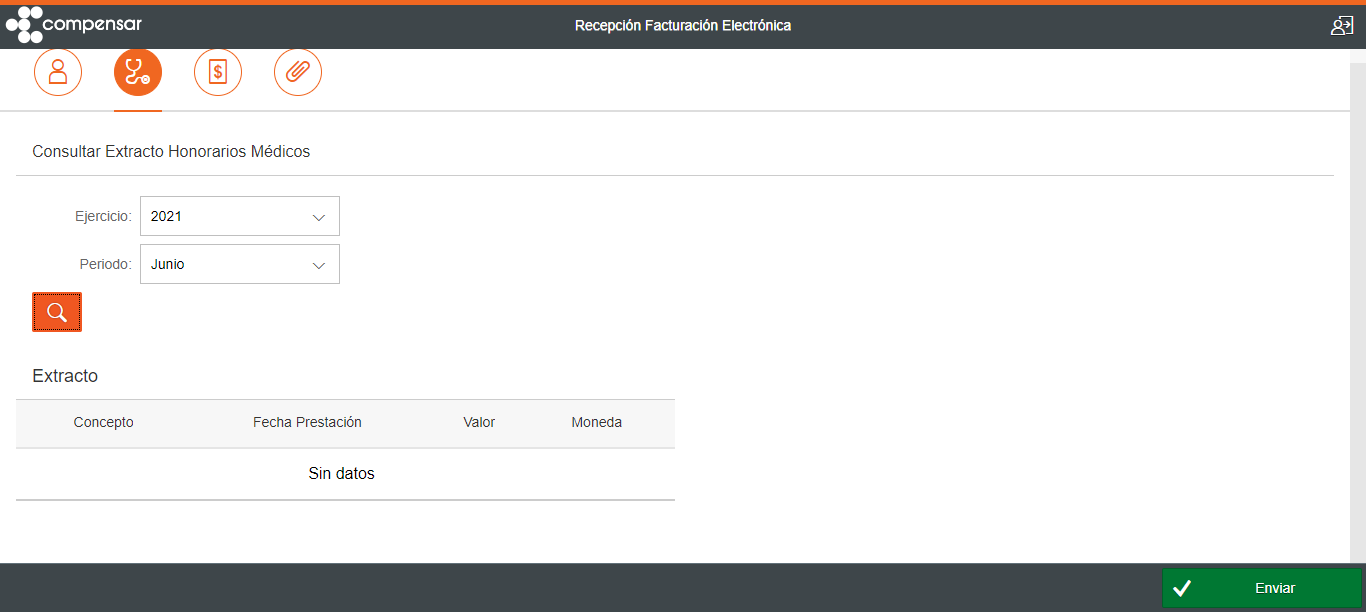 compensar
Recepción Facturación Electrónica
$
Consultar Extracto Honorarios Médicos
Ejercicio: 2021
Periodo: Junio
Extracto
Concepto Fecha Prestación Valor Moneda
Sin datos
Enviar